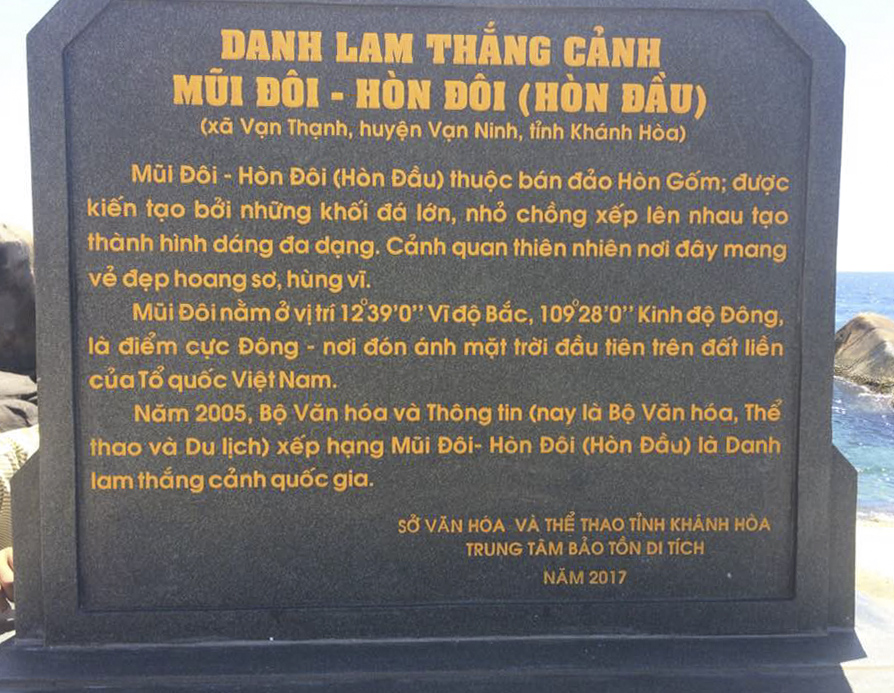 DANH LAM THẮNG CẢNH
MŨI ĐÔI - HÒN ĐÔI (HÒN ĐẦU)
(xã Vạn Thạnh, huyện Vạn Ninh, tỉnh Khánh Hòa)
Mũi Đôi - Hòn Đôi (Hòn Đầu) thuộc bán đảo Hòn Gốm; được
kiến tạo bởi những khối đá lớn, nhỏ chồng xếp lên nhau tạo
thành hình dáng đa dạng. Cảnh quan thiên nhiên nơi đây mang
vẻ đẹp hoang sơ, hùng vĩ.
Mũi Đôi nằm ở vị trí 12°39'0'' Vĩ độ Bắc, 109°28'0'' Kinh độ Đông,
là điểm cực Đông - nơi đón ánh mặt trời đầu tiên trên đất liền
của Tổ quốc Việt Nam.
Năm 2005, Bộ Văn hóa và Thông tin (nay là Bộ Văn hóa, Thể
thao và Du lịch) xếp hạng Mũi Đôi- Hòn Đôi (Hòn Đầu) là Danh
lam thắng cảnh quốc gia.
SỞ VĂN HÓA VÀ THỂ THAO TỈNH KHÁNH HÒA
TRUNG TÂM BẢO TỒN DI TÍCH
NĂM 2017